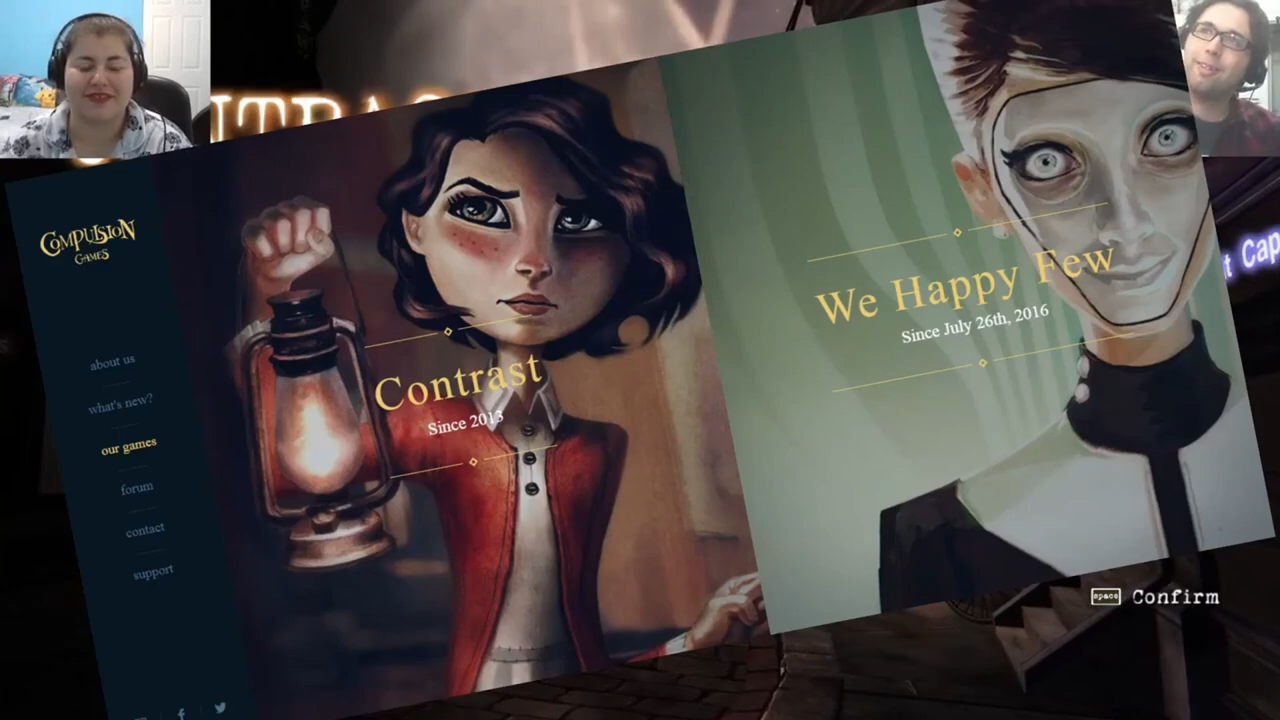 COMPULSION
GAMES
about us
what's new?
our games
forum
contact
support
Contrast
Since 2013
We Happy Few
Since July 26th, 2016
space Confirm